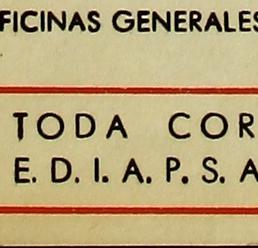 FICINAS GENERALES
TODA COR
E. D. I. A. P. S. A